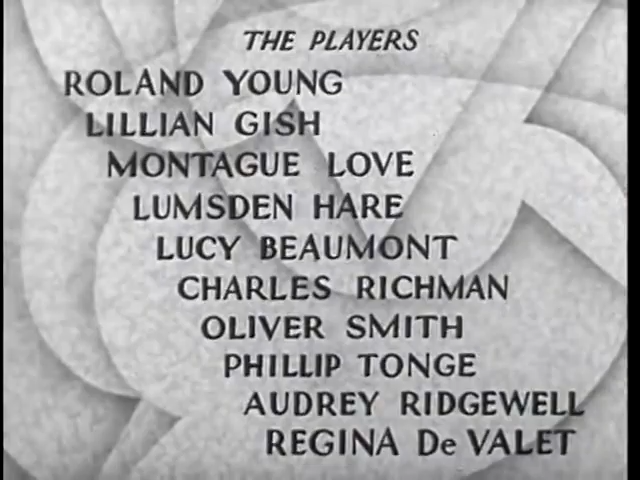 THE PLAYERS
ROLAND YOUNG
LILLIAN GISH
MONTAGUE LOVE
LUMSDEN HARE
LUCY BEAUMONT
CHARLES RICHMAN
OLIVER SMITH
PHILLIP TONGE
AUDREY RIDGEWELL
REGINA De VALET